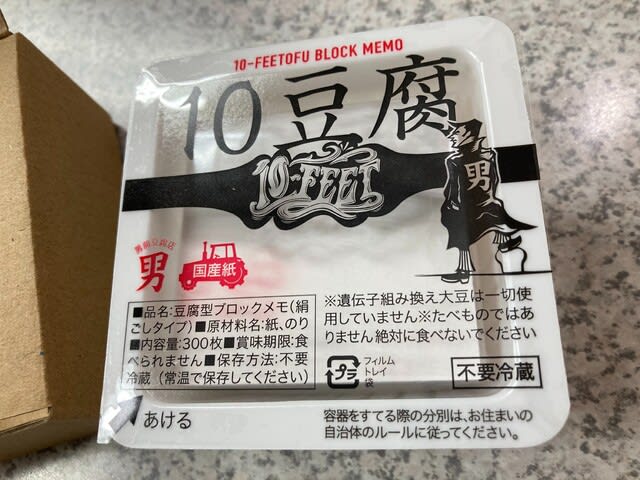 10-FEETOFU BLOCK MEMO
10豆腐
10-FEET
男
男前豆腐店
男
国産紙
■品名:豆腐型ブロックメモ(絹
ごしタイプ)■原材料名:紙、のり
■内容量:300枚■賞味期限:食
べられません■保存方法:不要
冷蔵(常温で保存してください)
※遺伝子組み換え大豆は一切使
用していません※たべものではあ
りません 絶対に食べないでください
プラ
フィルム
トレイ
袋
不要冷蔵
あける
容器をすてる際の分別は、お住まいの
自治体のルールに従ってください。